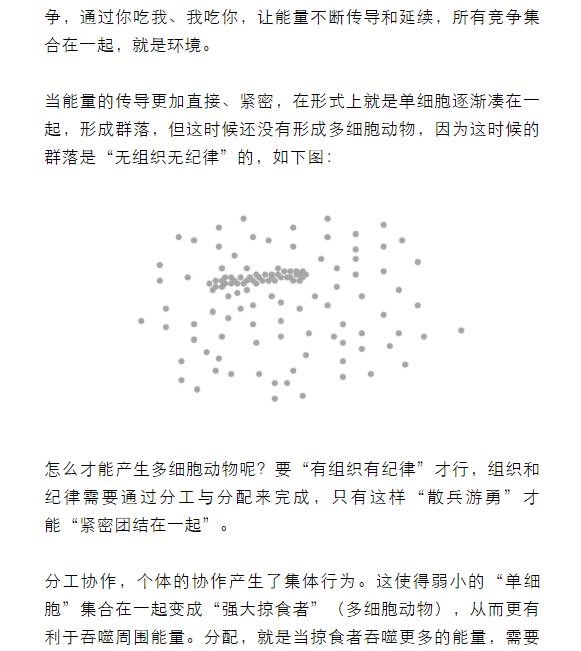 争，通过你吃我、我吃你，让能量不断传导和延续，所有竞争集
合在一起，就是环境。
当能量的传导更加直接、紧密，在形式上就是单细胞逐渐凑在一
起，形成群落，但这时候还没有形成多细胞动物，因为这时候的
群落是“无组织无纪律”的，如下图：
怎么才能产生多细胞动物呢？要“有组织有纪律”才行，组织和
纪律需要通过分工与分配来完成，只有这样“散兵游勇”才
能“紧密团结在一起”。
分工协作，个体的协作产生了集体行为。这使得弱小的“单细
胞”集合在一起变成“强大掠食者”（多细胞动物），从而更有
利于吞噬周围能量。分配，就是当掠食者吞噬更多的能量，需要